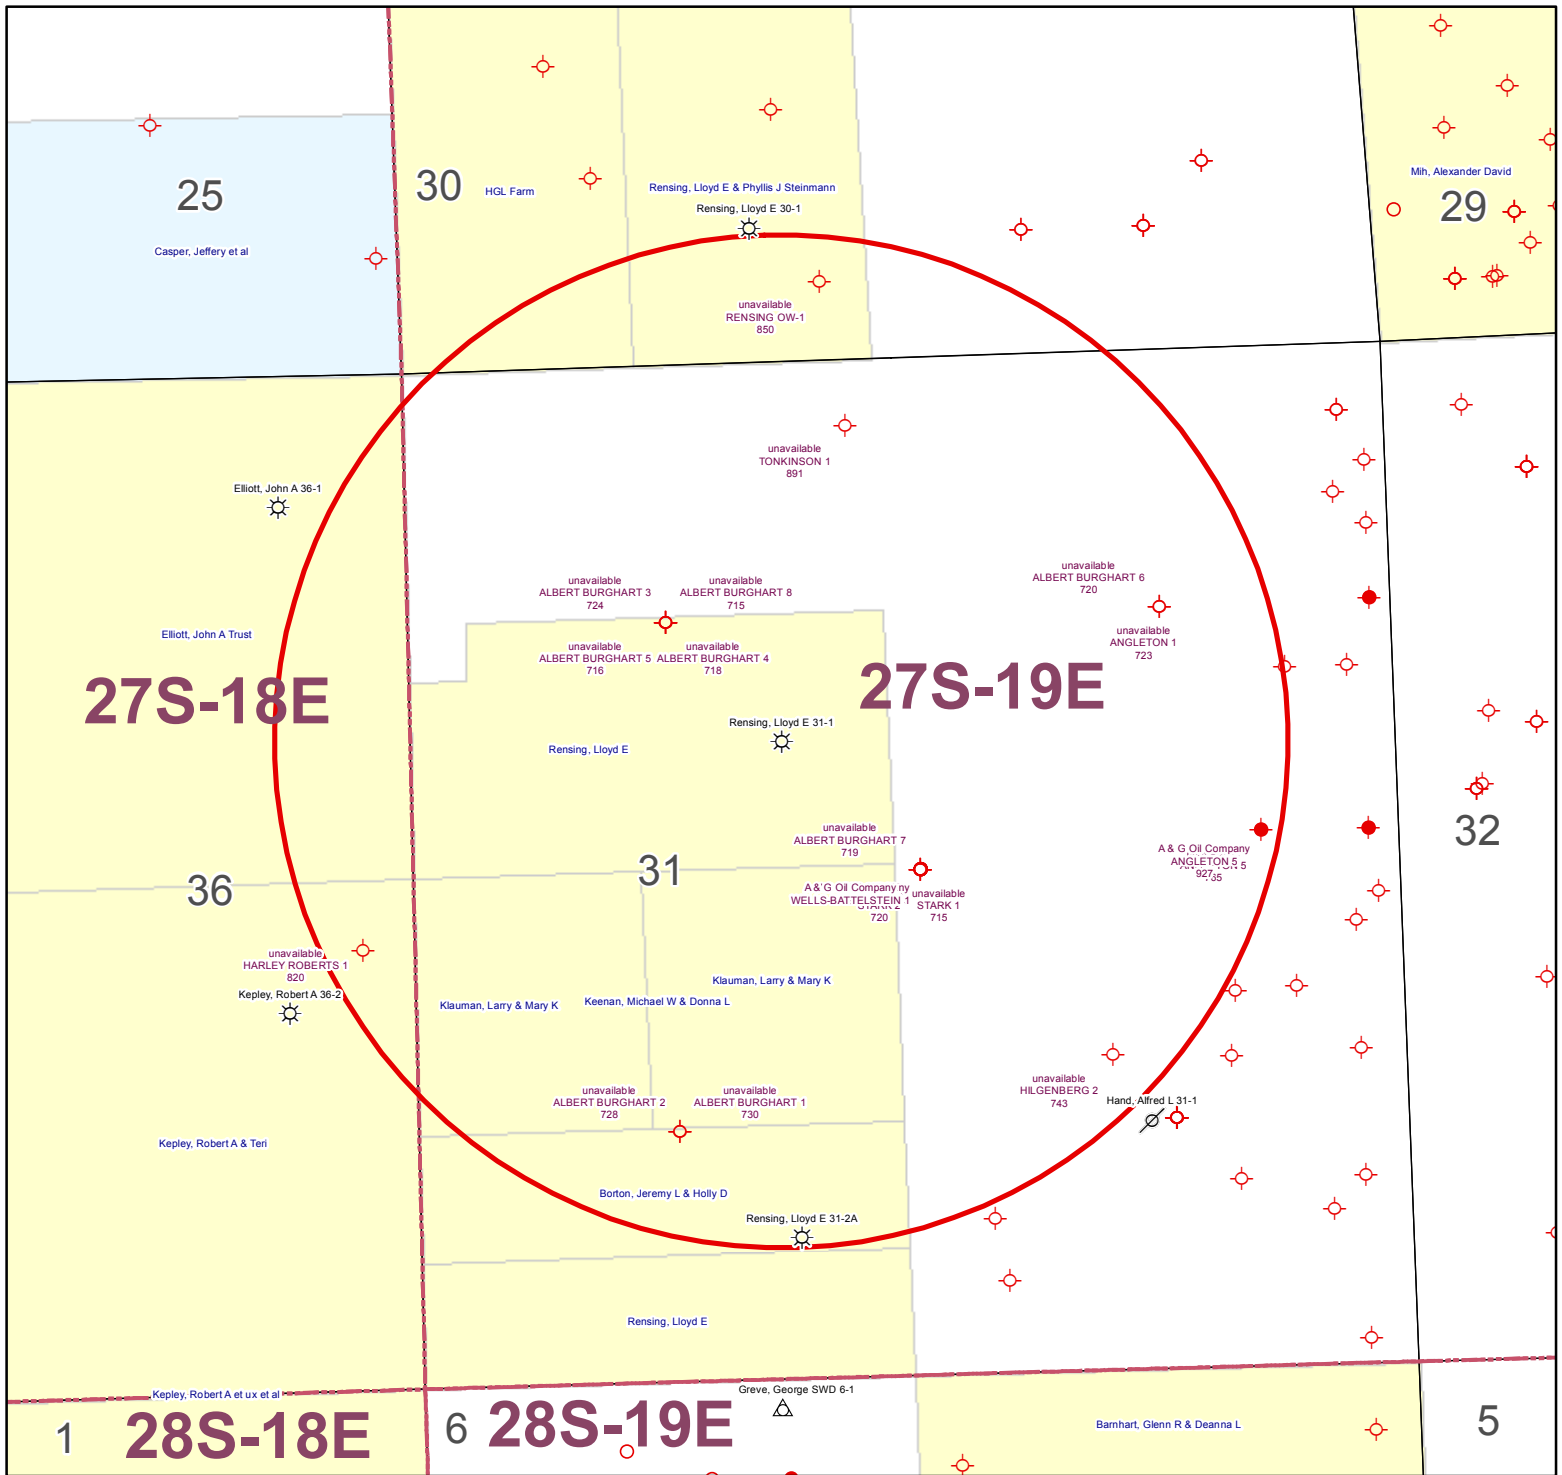 25
30
HGL Farm
Rensing, Lloyd E & Phyllis J Steinmann
Mih, Alexander David
29
Rensing, Lloyd E 30-1
Casper, Jeffery et al
unavailable
RENSING OW-1
850
unavailable
TONKINSON 1
891
Elliott, John A 36-1
unavailable
ALBERT BURGHART 3
724
unavailable
ALBERT BURGHART 8
715
unavailable
ALBERT BURGHART 6
720
Elliott, John A Trust
unavailable
ALBERT BURGHART 5
716
unavailable
ALBERT BURGHART 4
718
unavailable
ANGLETON 1
723
27S-18E
27S-19E
Rensing, Lloyd E 31-1
Rensing, Lloyd E
unavailable
ALBERT BURGHART 7
719
32
A & G Oil Company
ANGLETON 5
927
31
36
A & G Oil Company
WELLS-BATTELSTEIN 1
720
unavailable
STARK 1
715
unavailable
HARLEY ROBERTS 1
820
Kepley, Robert A 36-2
Klauman, Larry & Mary K
Keenan, Michael W & Donna L
Klauman, Larry & Mary K
unavailable
ALBERT BURGHART 2
728
unavailable
ALBERT BURGHART 1
730
unavailable
HILGENBERG 2
743
Hand, Alfred L 31-1
Kepley, Robert A & Teri
Borton, Jeremy L & Holly D
Rensing, Lloyd E 31-2A
Rensing, Lloyd E
Kepley, Robert A et ux et al
Greve, George SWD 6-1
1
28S-18E
6
28S-19E
Barnhart, Glenn R & Deanna L
5